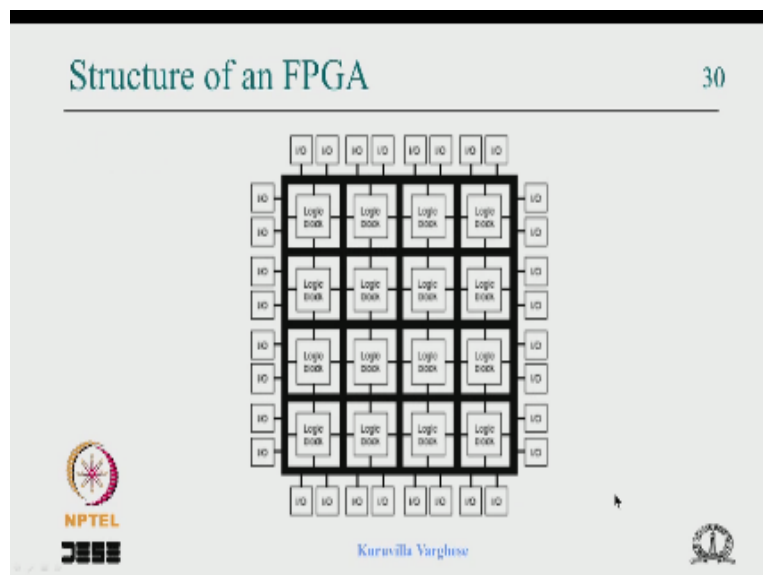 Structure of an FPGA
30
I/O I/O I/O I/O I/O I/O I/O I/O
I/O Logic block Logic block Logic block Logic block I/O
I/O I/O
I/O Logic block Logic block Logic block Logic block I/O
I/O I/O
I/O Logic block Logic block Logic block Logic block I/O
I/O I/O
I/O Logic block Logic block Logic block Logic block I/O
I/O I/O
I/O I/O I/O I/O I/O I/O I/O I/O
NPTEL
DESE
Kuruvilla Varghese